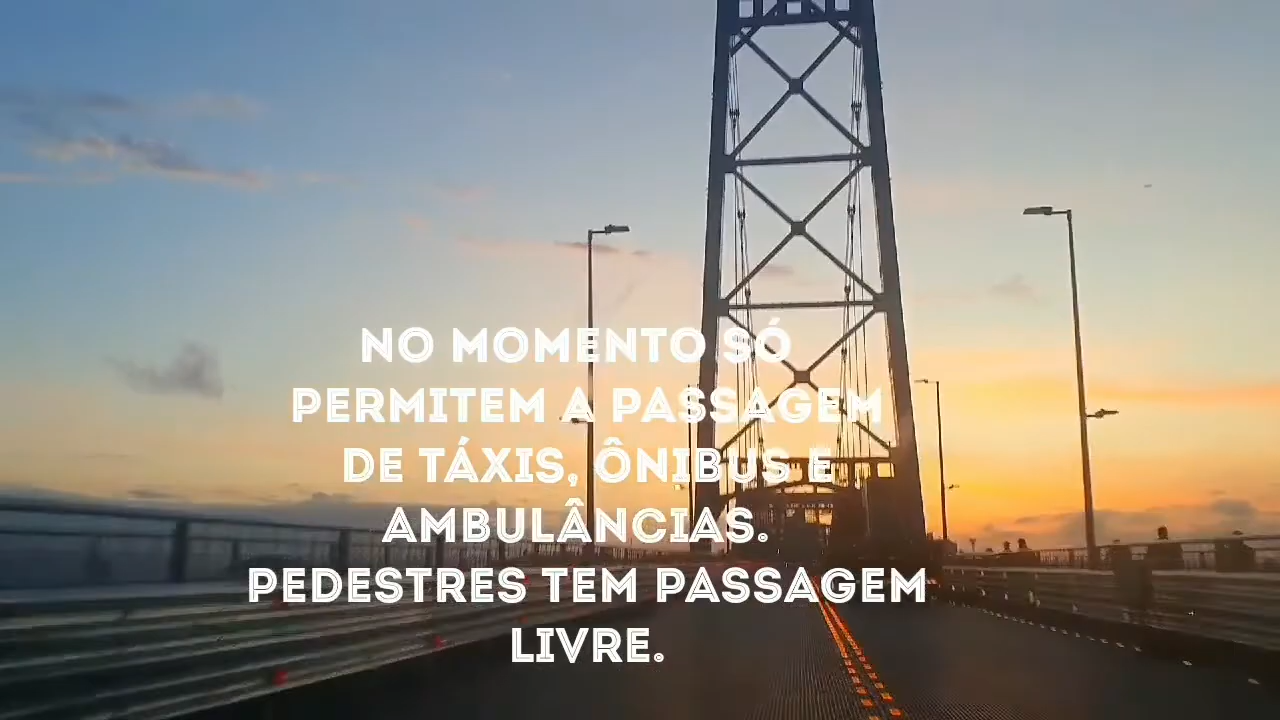 NO MOMENTO SÓ
PERMITEM A PASSAGEM
DE TÁXIS, ÔNIBUS E
AMBULÂNCIAS.
PEDESTRES TEM PASSAGEM
LIVRE.